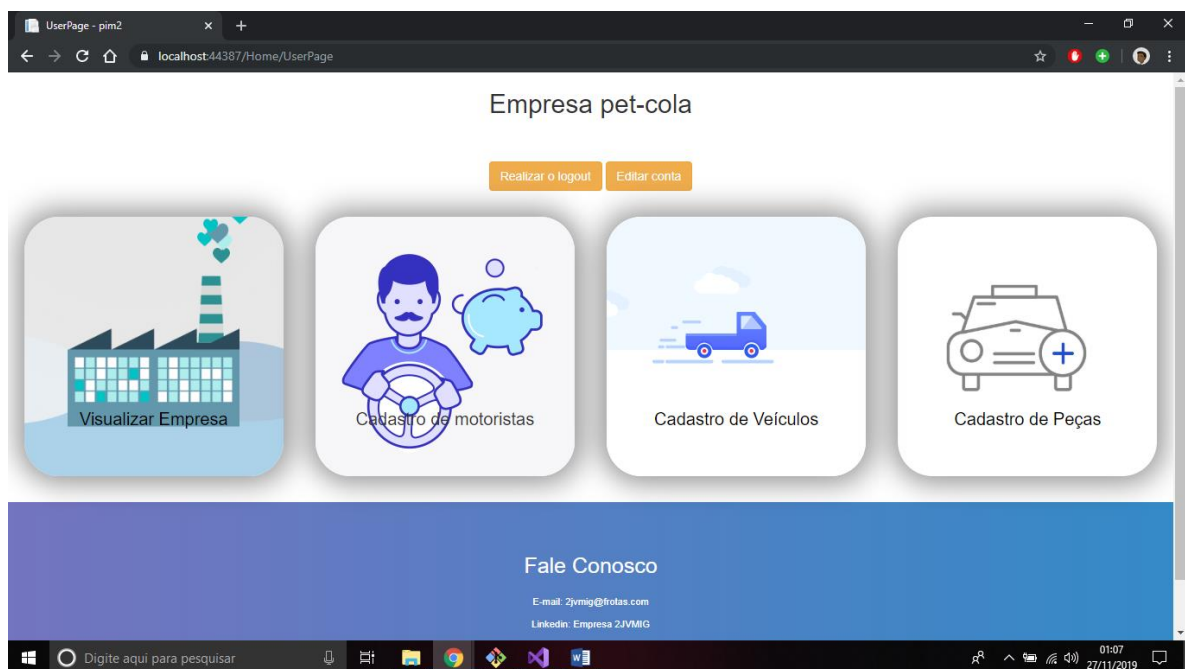 UserPage - pim2
localhost:44387/Home/UserPage
Empresa pet-cola
Realizar o logout
Editar conta
Visualizar Empresa
Cadastro de motoristas
Cadastro de Veículos
Cadastro de Peças
Fale Conosco
E-mail: 2jvmig@frotas.com
Linkedin: Empresa 2JVMIG
Digite aqui para pesquisar
01:07
27/11/2019